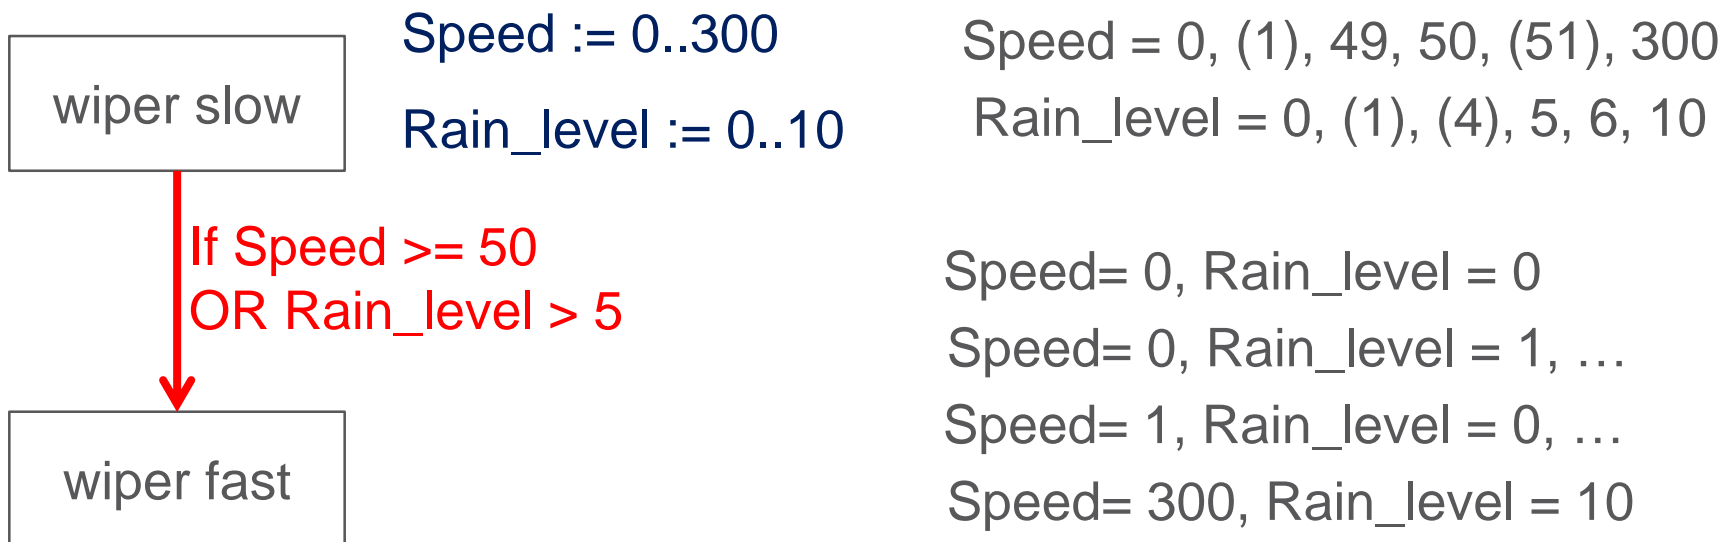 wiper slow
If Speed >= 50
OR Rain_level > 5
wiper fast
Speed := 0..300
Rain_level := 0..10
Speed = 0, (1), 49, 50, (51), 300
Rain_level = 0, (1), (4), 5, 6, 10
Speed= 0, Rain_level = 0
Speed= 0, Rain_level = 1, …
Speed= 1, Rain_level = 0, …
Speed= 300, Rain_level = 10